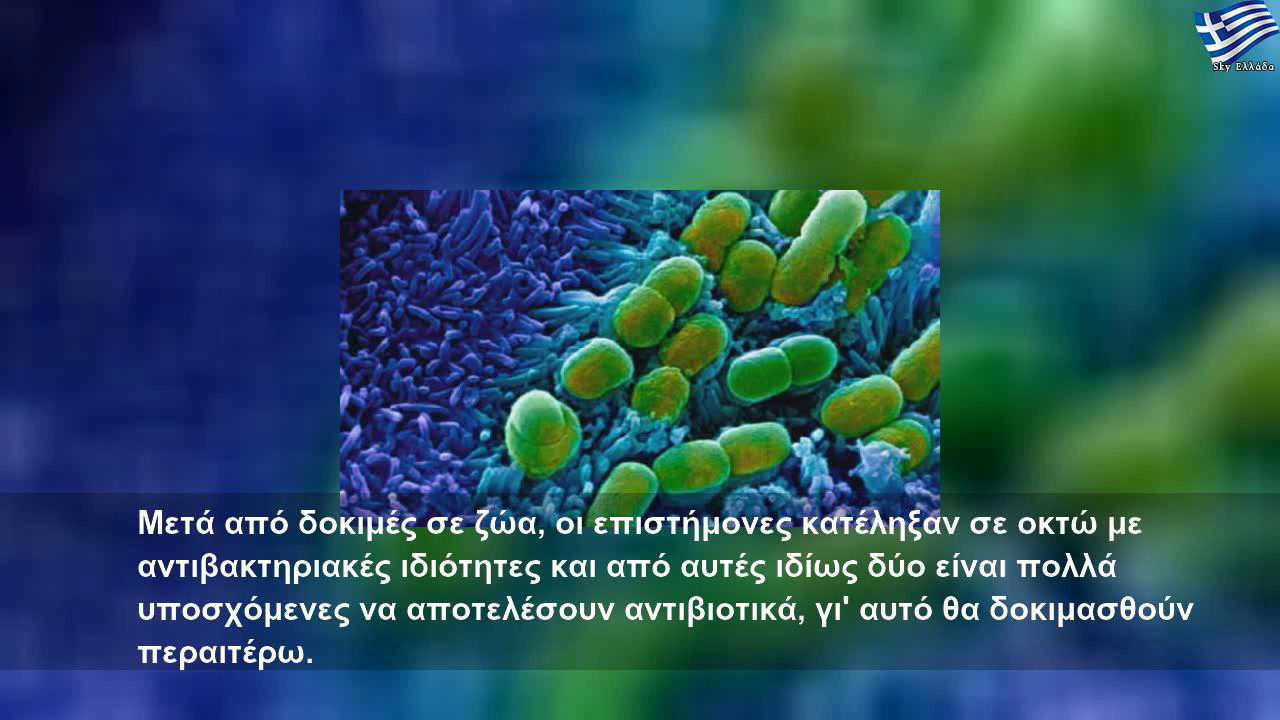 Sky Ελλάδα
Μετά από δοκιμές σε ζώα, οι επιστήμονες κατέληξαν σε οκτώ με
αντιβακτηριακές ιδιότητες και από αυτές ιδίως δύο είναι πολλά
υποσχόμενες να αποτελέσουν αντιβιοτικά, γι' αυτό θα δοκιμασθούν
περαιτέρω.